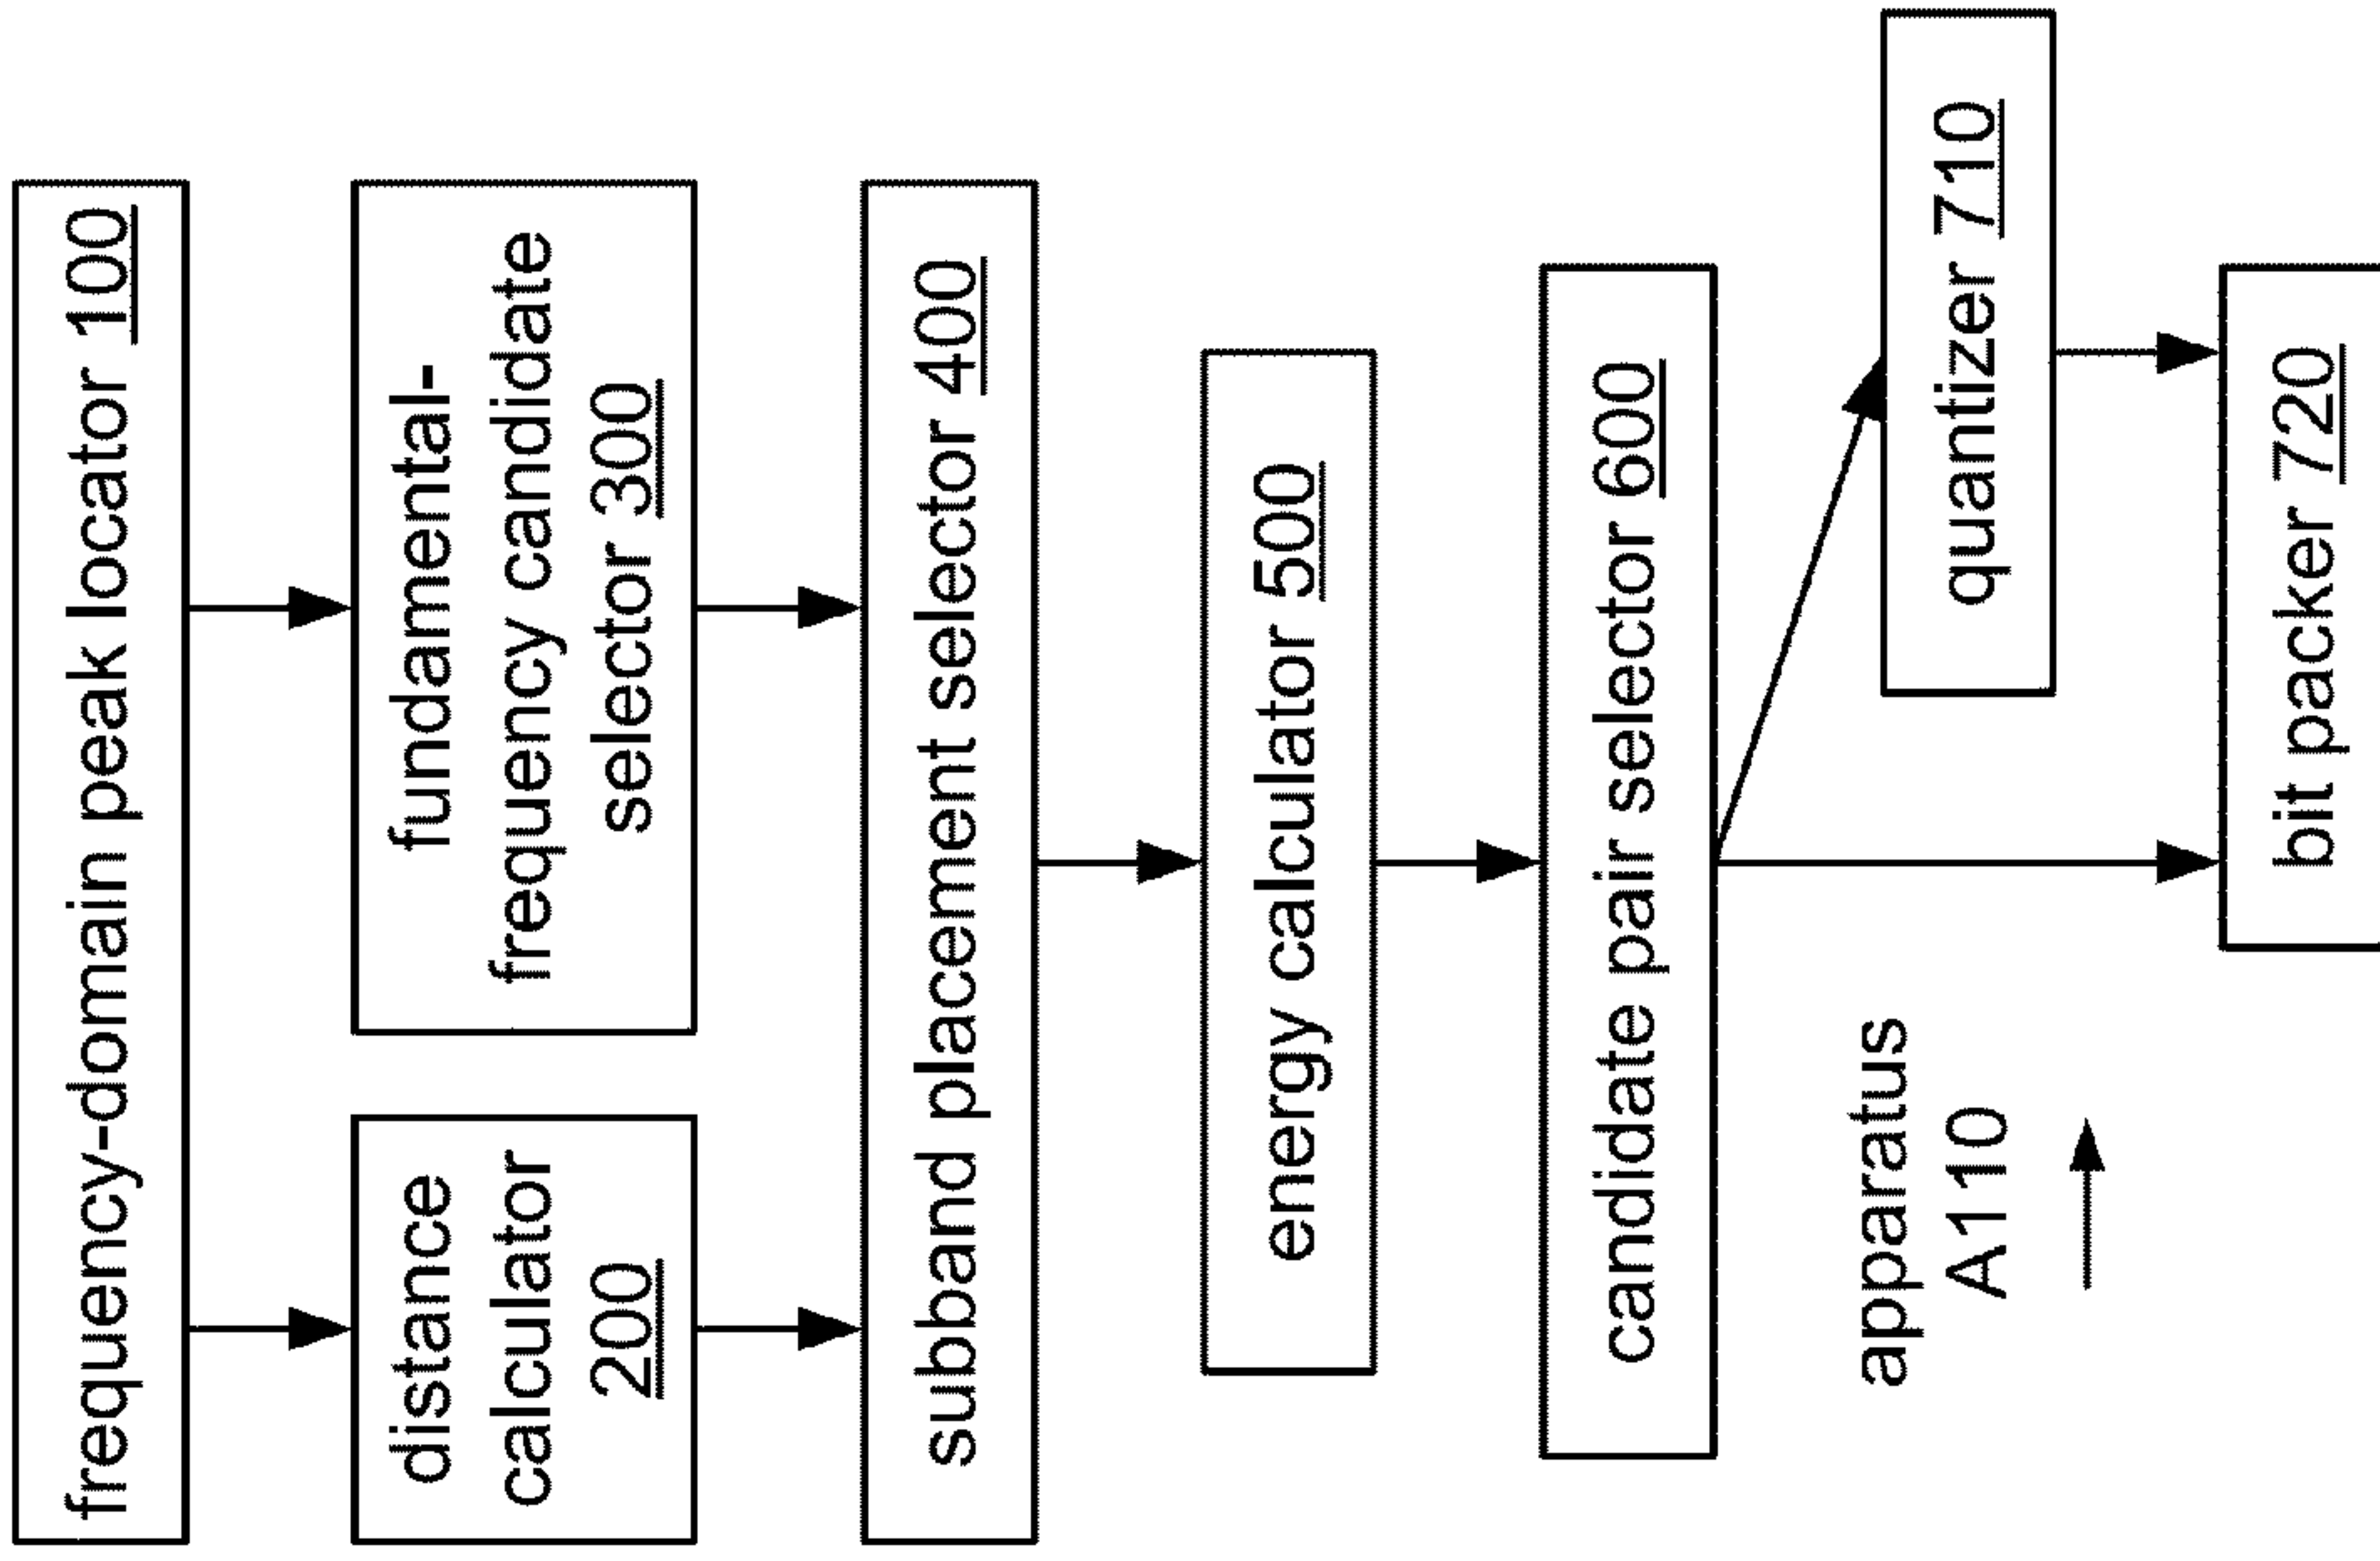 frequency-domain peak locator 100
distance
calculator
200
fundamental-
frequency candidate
selector 300
subband placement selector 400
energy calculator 500
candidate pair selector 600
quantizer 710
apparatus
A110
bit packer 720